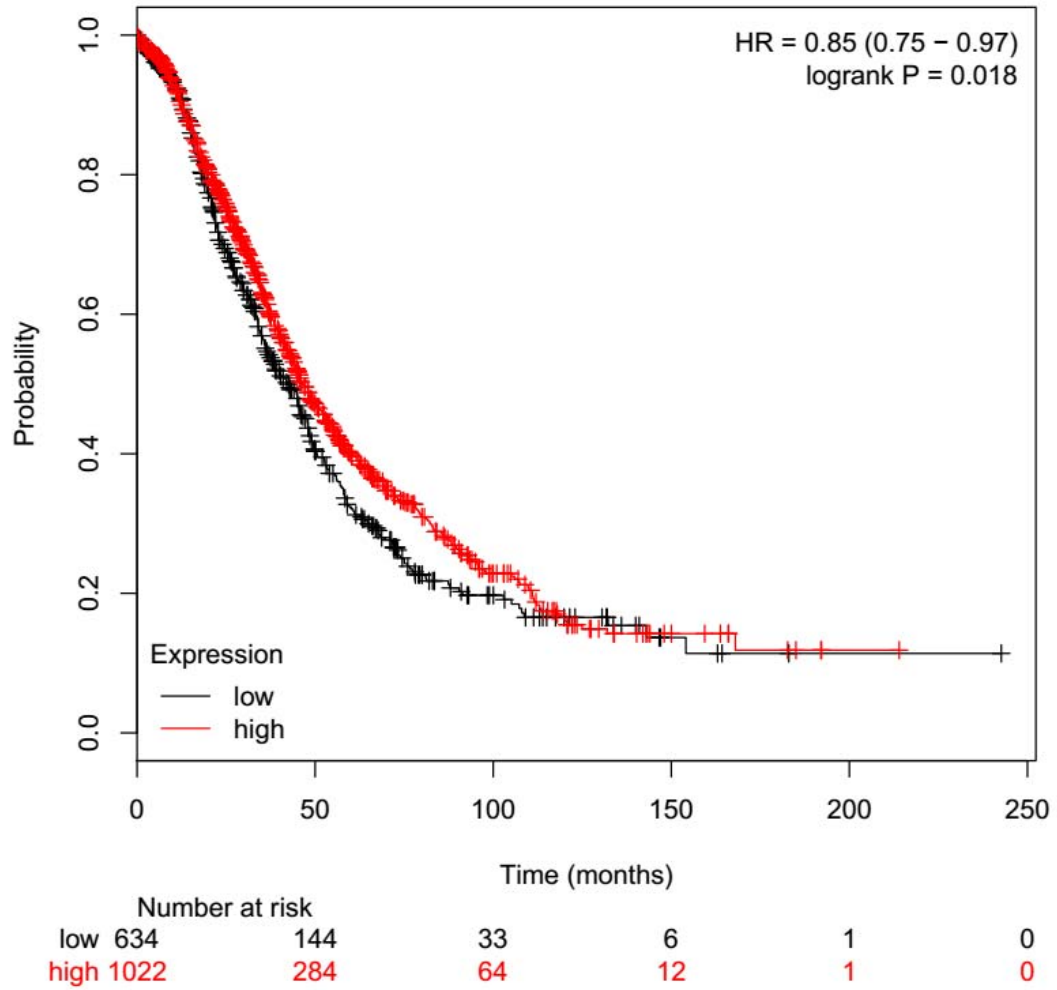 HR = 0.85 (0.75 − 0.97)
logrank P = 0.018
1.0
0.8
0.6
0.4
0.2
0.0
Probability
Expression
low
high
0 50 100 150 200 250
Time (months)
Number at risk
low 634 144 33 6 1 0
high 1022 284 64 12 1 0